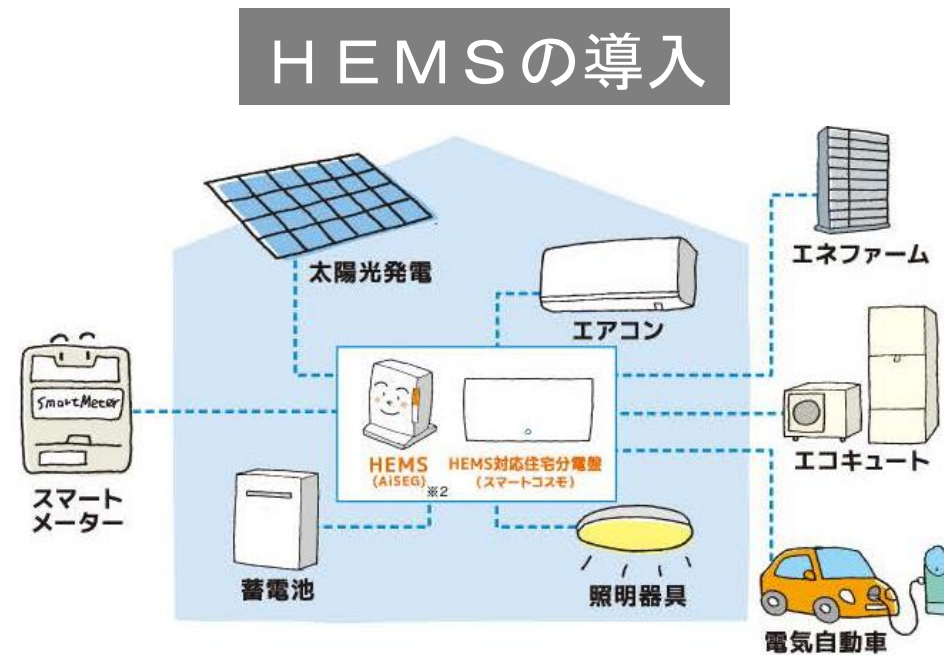 ＨＥＭＳの導入
太陽光発電
エネファーム
エアコン
SmartMeter
HEMS
(AiSEG)
※2
HEMS対応住宅分電盤
(スマートコスモ)
エコキュート
スマート
メーター
蓄電池
照明器具
電気自動車